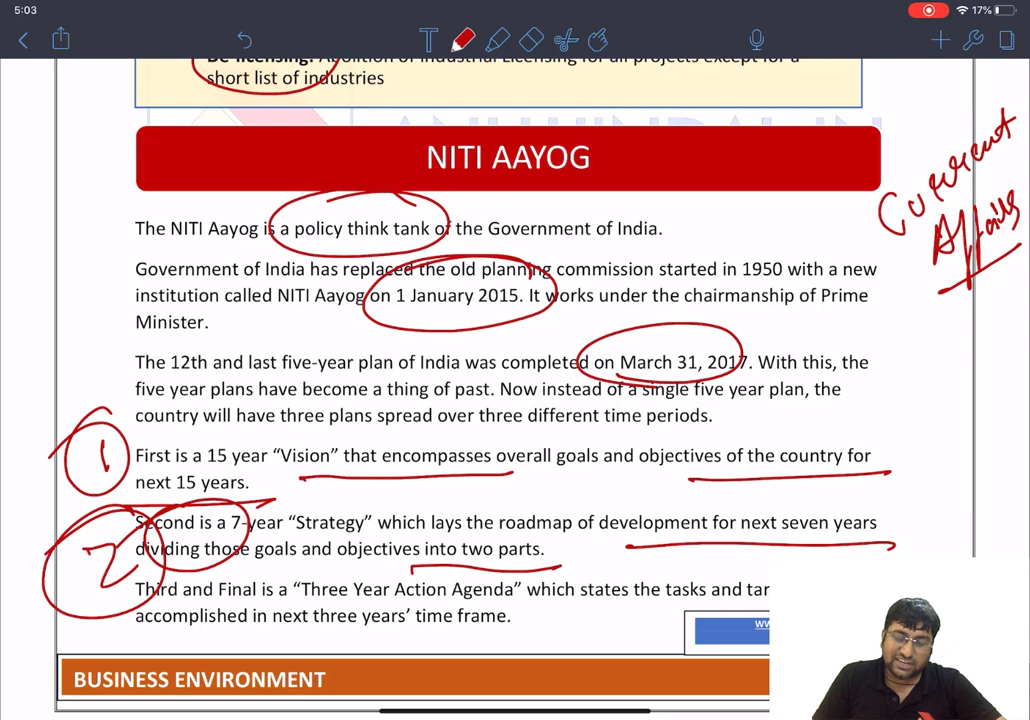 5:03
17%
De-licensing: Abolition of Industrial Licensing for all projects except for a
short list of industries
NITI AAYOG
Current
Affairs
The NITI Aayog is a policy think tank of the Government of India.
Government of India has replaced the old planning commission started in 1950 with a new
institution called NITI Aayog on 1 January 2015. It works under the chairmanship of Prime
Minister.
The 12th and last five-year plan of India was completed on March 31, 2017. With this, the
five year plans have become a thing of past. Now instead of a single five year plan, the
country will have three plans spread over three different time periods.
1
First is a 15 year “Vision” that encompasses overall goals and objectives of the country for
next 15 years.
2
Second is a 7-year “Strategy” which lays the roadmap of development for next seven years
dividing those goals and objectives into two parts.
Third and Final is a “Three Year Action Agenda” which states the tasks and tar
accomplished in next three years’ time frame.
BUSINESS ENVIRONMENT